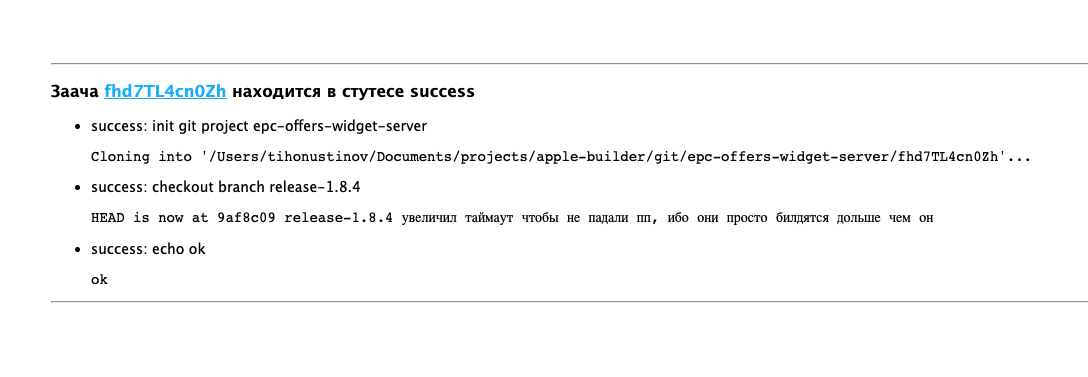 Заача fhd7TL4cn0Zh находится в стутесе success
success: init git project epc-offers-widget-server
Cloning into '/Users/tihonustinov/Documents/projects/apple-builder/git/epc-offers-widget-server/fhd7TL4cn0Zh'...
success: checkout branch release-1.8.4
HEAD is now at 9af8c09 release-1.8.4 увеличил таймаут чтобы не падали пп, ибо они просто билдятся дольше чем он
success: echo ok
ok